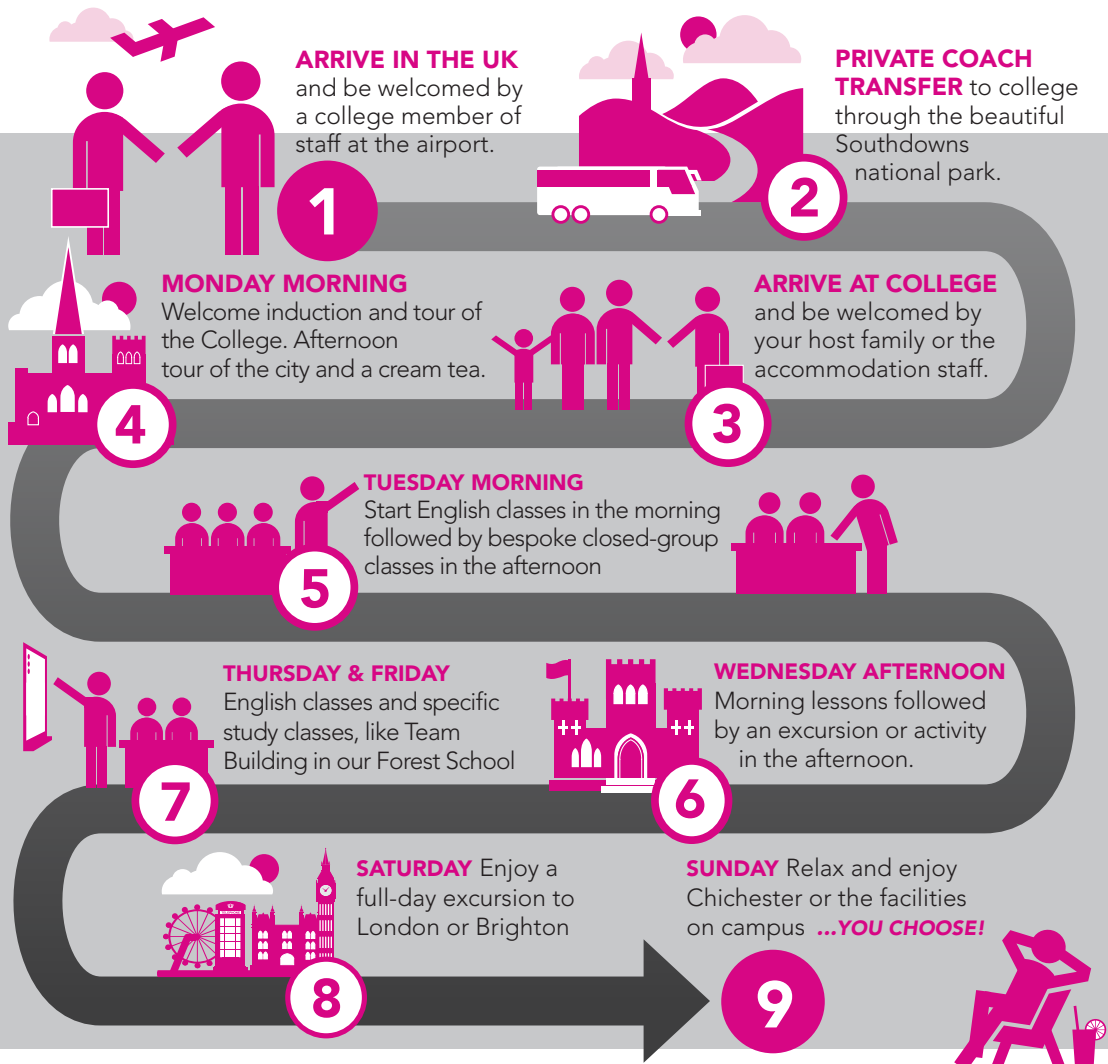 ARRIVE IN THE UK
and be welcomed by
a college member of
staff at the airport.
1
PRIVATE COACH
TRANSFER to college
through the beautiful
Southdowns
national park.
2
ARRIVE AT COLLEGE
and be welcomed by
your host family or the
accommodation staff.
3
MONDAY MORNING
Welcome induction and tour of
the College. Afternoon
tour of the city and a cream tea.
4
TUESDAY MORNING
Start English classes in the morning
followed by bespoke closed-group
classes in the afternoon
5
WEDNESDAY AFTERNOON
Morning lessons followed
by an excursion or activity
in the afternoon.
6
THURSDAY & FRIDAY
English classes and specific
study classes, like Team
Building in our Forest School
7
SATURDAY Enjoy a
full-day excursion to
London or Brighton
8
SUNDAY Relax and enjoy
Chichester or the facilities
on campus ...YOU CHOOSE!
9